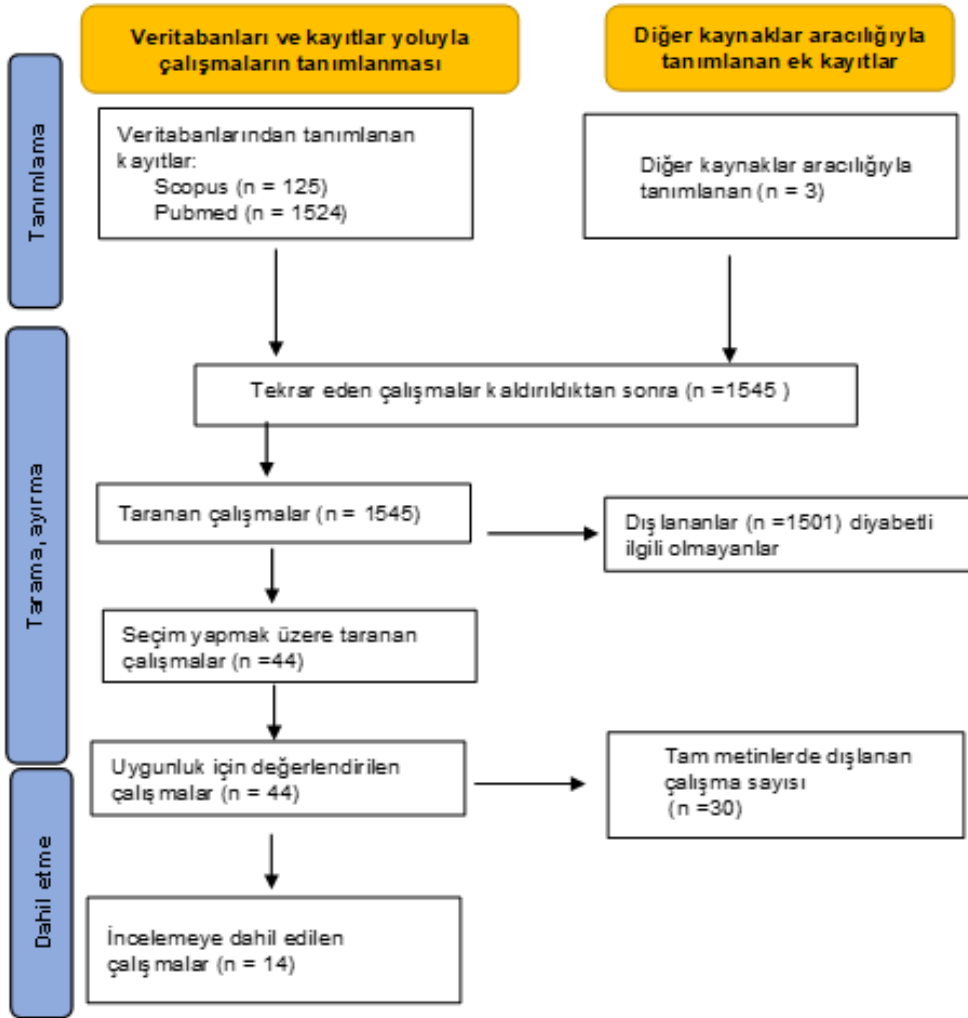 Veritabanları ve kayıtlar yoluyla
çalışmaların tanımlanması
Diğer kaynaklar aracılığıyla
tanımlanan ek kayıtlar
Tanımlama
Veritabanlarından tanımlanan
kayıtlar:
Scopus (n = 125)
Pubmed (n = 1524)
Diğer kaynaklar aracılığıyla
tanımlanan (n = 3)
Tekrar eden çalışmalar kaldırıldıktan sonra (n =1545 )
Tarama, ayırma
Taranan çalışmalar (n = 1545)
Dışlananlar (n =1501) diyabetli
ilgili olmayanlar
Seçim yapmak üzere taranan
çalışmalar (n =44)
Uygunluk için değerlendirilen
çalışmalar (n = 44)
Tam metinlerde dışlanan
çalışma sayısı
(n =30)
Dahil etme
İncelemeye dahil edilen
çalışmalar (n = 14)